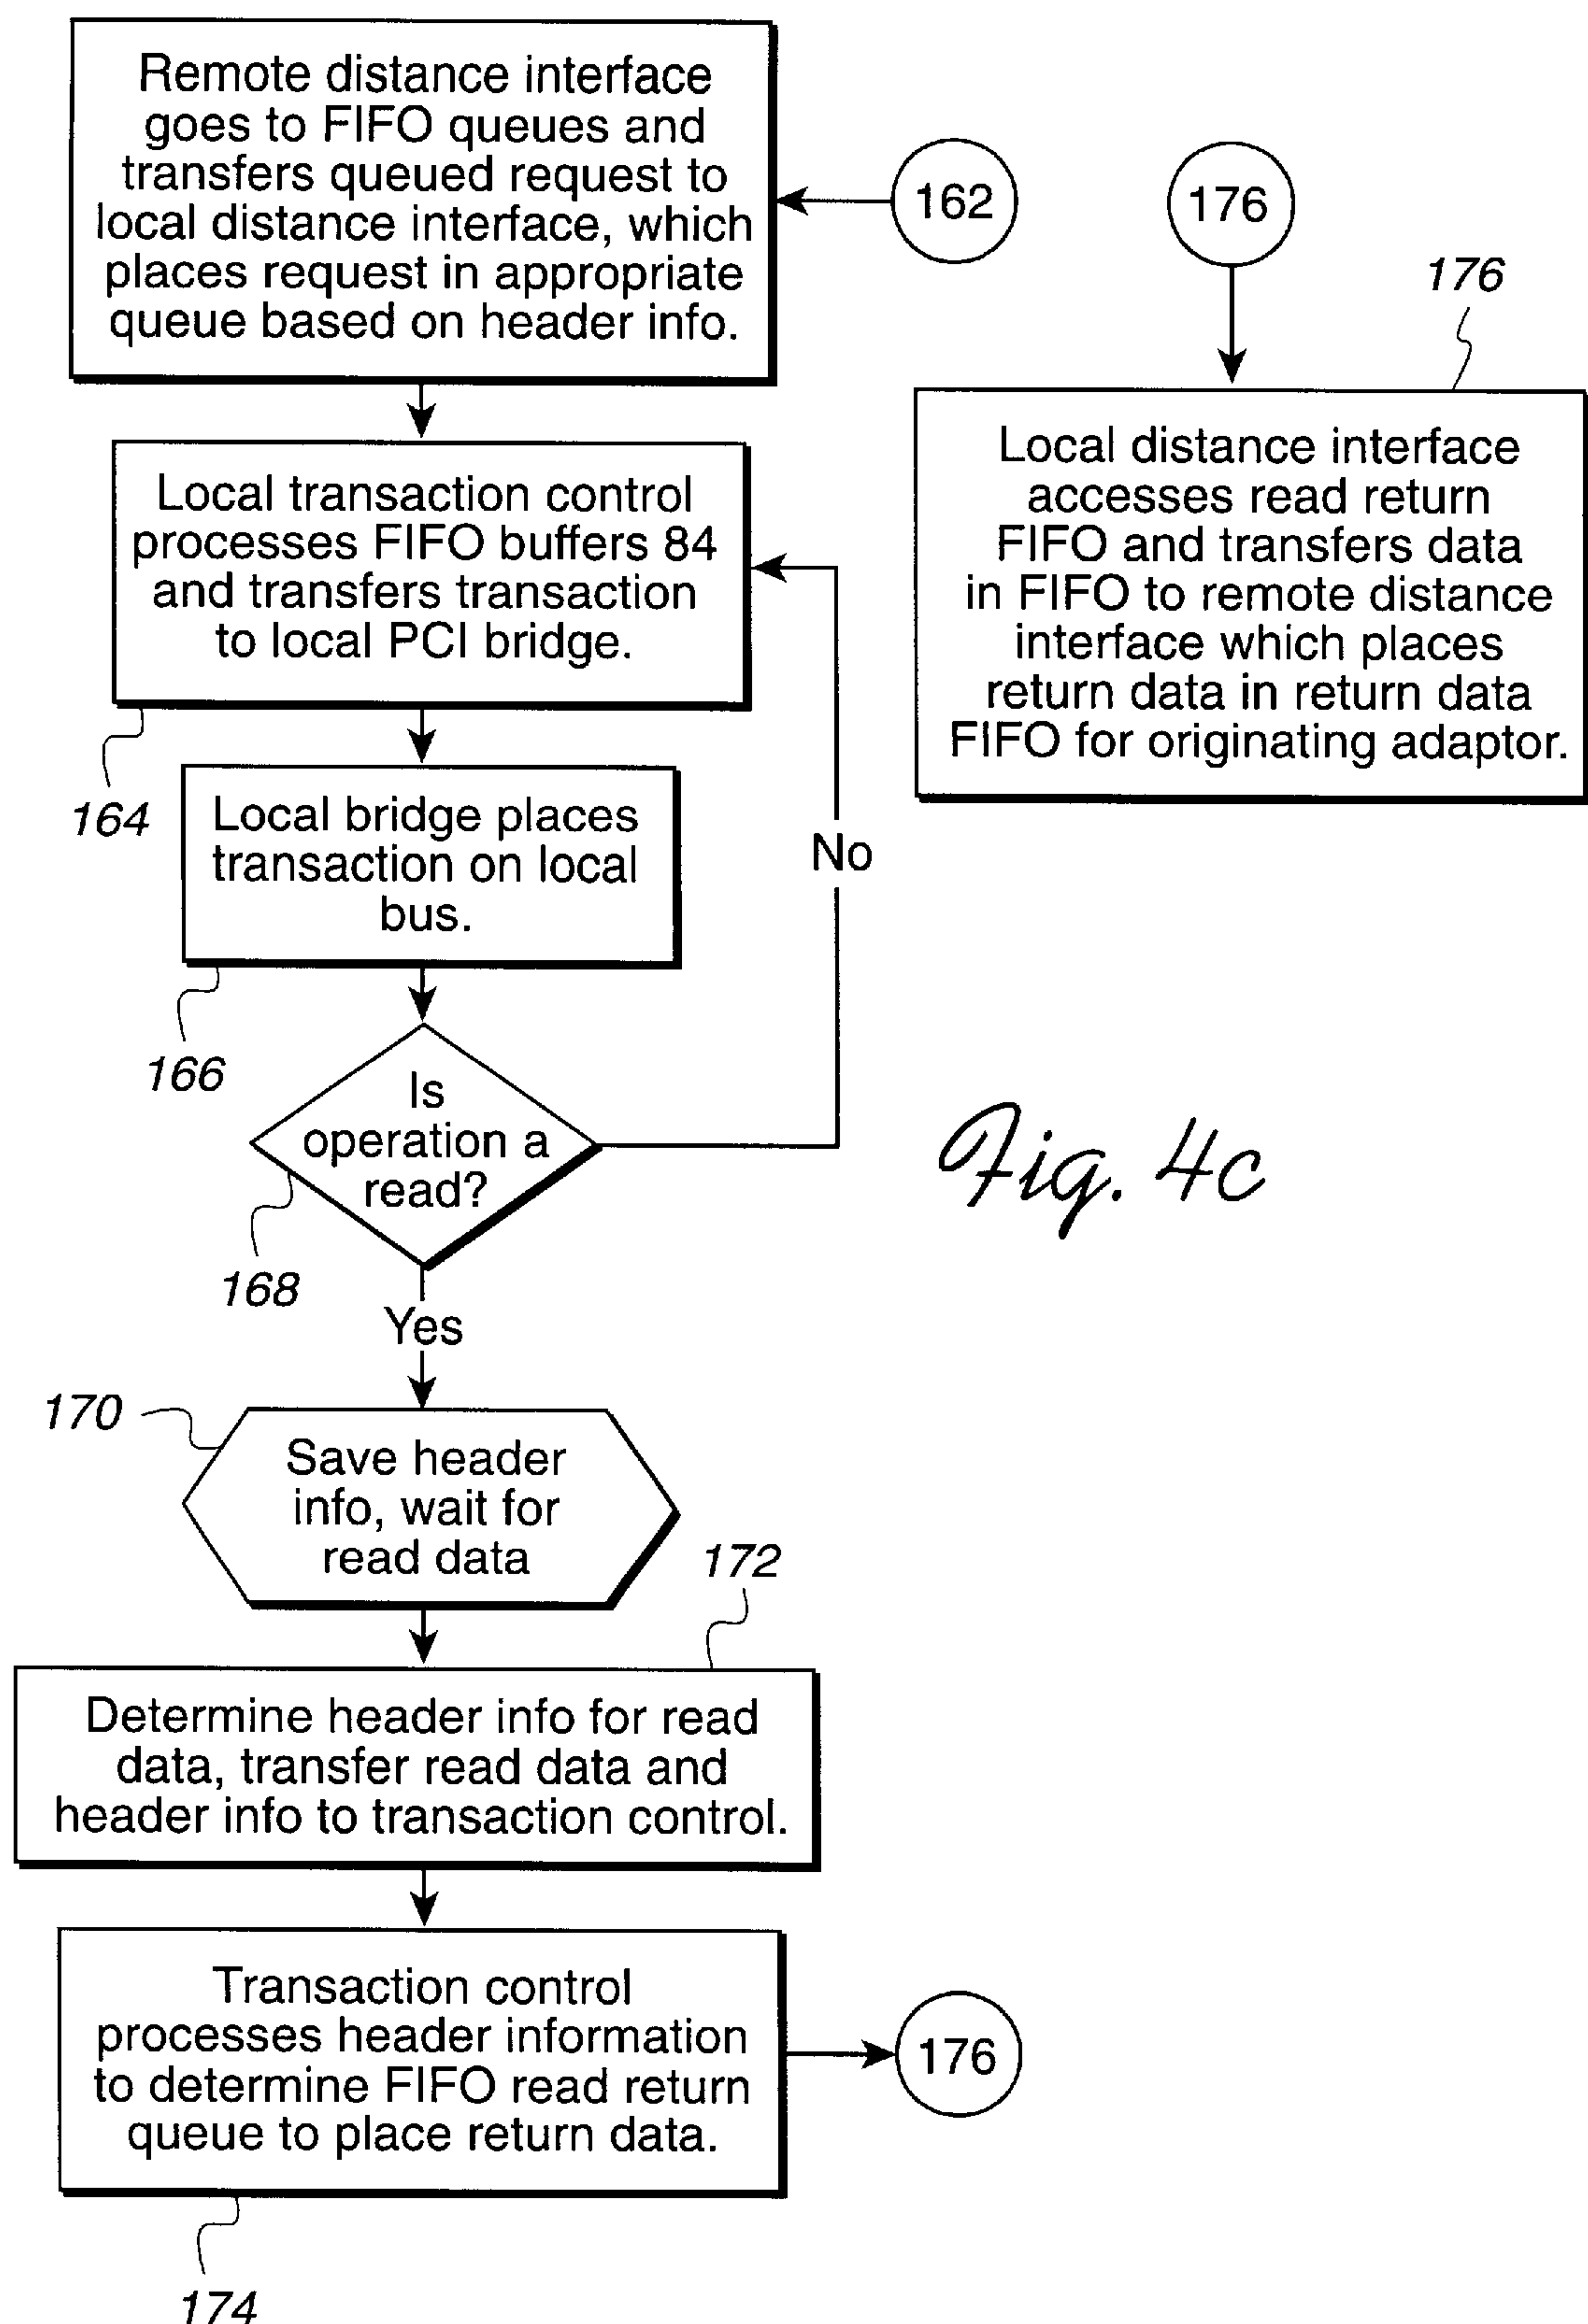 Remote distance interface
goes to FIFO queues and
transfers queued request to
local distance interface, which
places request in appropriate
queue based on header info.
162
176
176
Local distance interface
accesses read return
FIFO and transfers data
in FIFO to remote distance
interface which places
return data in return data
FIFO for originating adaptor.
Local transaction control
processes FIFO buffers 84
and transfers transaction
to local PCI bridge.
164
Local bridge places
transaction on local
bus.
No
166
Is
operation a
read?
168
Yes
Fig. 4c
170
Save header
info, wait for
read data
172
Determine header info for read
data, transfer read data and
header info to transaction control.
Transaction control
processes header information
to determine FIFO read return
queue to place return data.
176
174